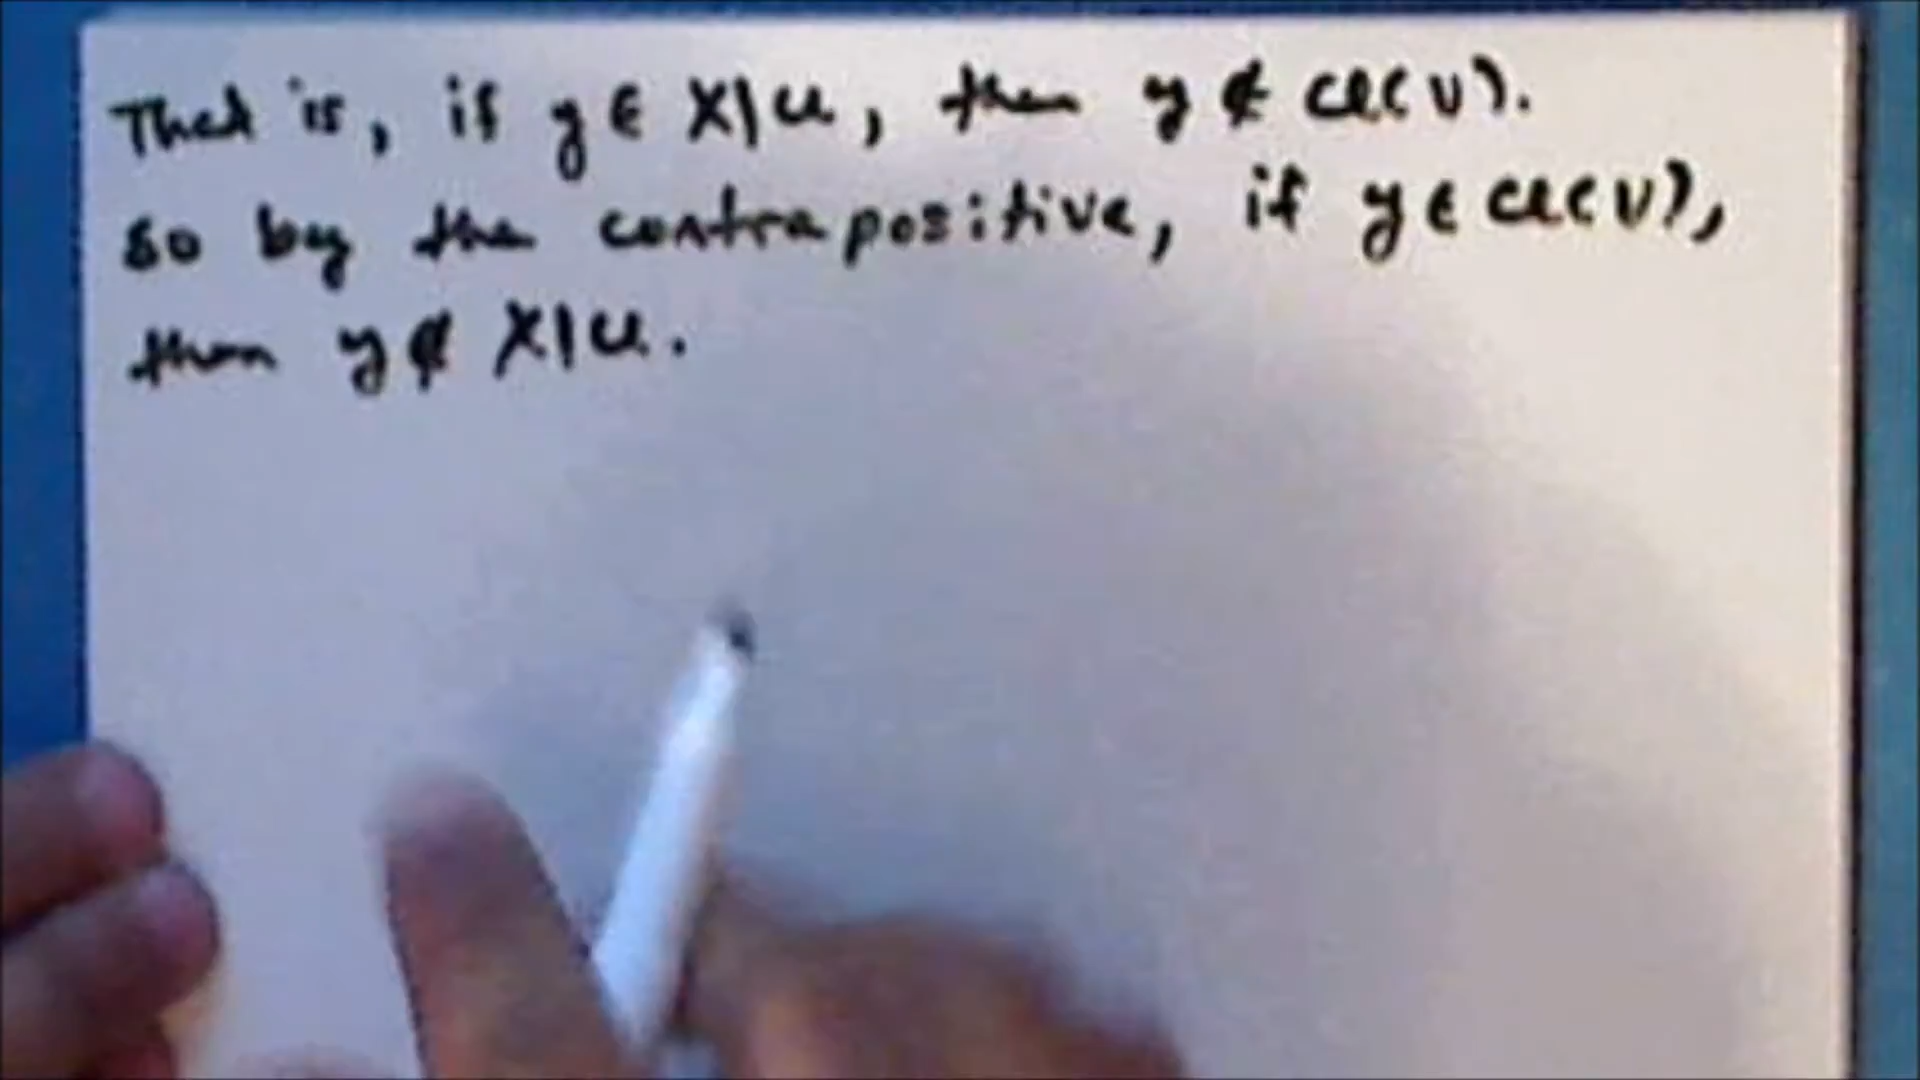 That is, if y ∈ X|U, then y ∉ cl(V).
So by the contrapositive, if y ∈ cl(V),
then y ∉ X|U.